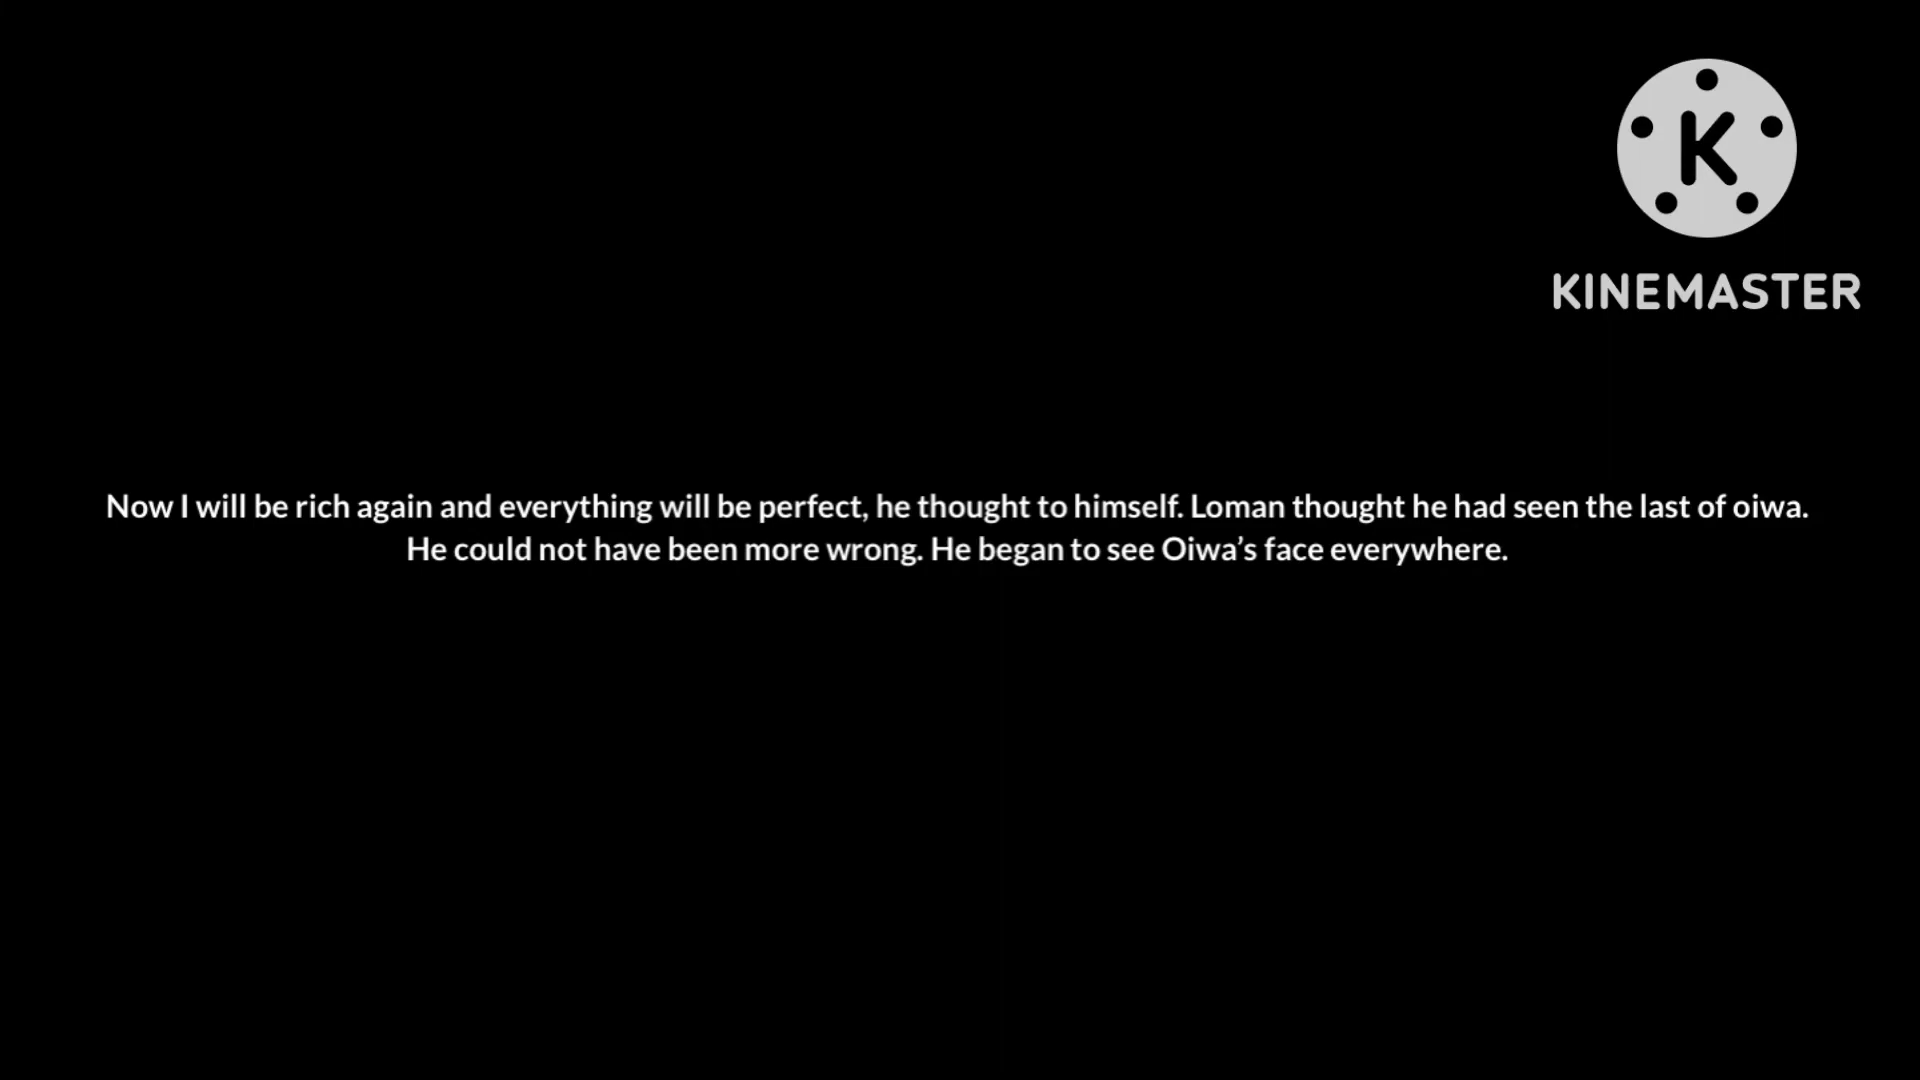 K
KINEMASTER
Now I will be rich again and everything will be perfect, he thought to himself. Loman thought he had seen the last of oiwa.
He could not have been more wrong. He began to see Oiwa’s face everywhere.